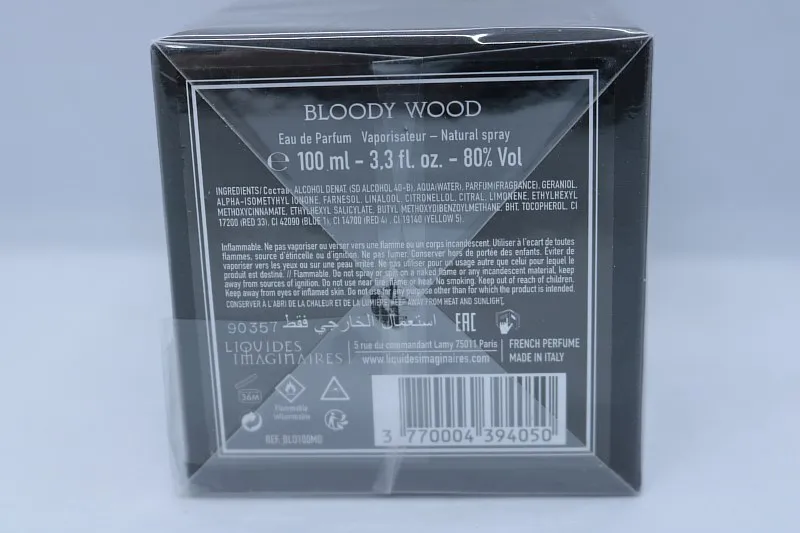 BLOODY WOOD
Eau de Parfum Vaporisateur – Natural spray
℮ 100 ml - 3,3 fl. oz. - 80% Vol
INGREDIENTS/Состав: ALCOHOL DENAT. (SD ALCOHOL 40-B), AQUA(WATER), PARFUM(FRAGRANCE), GERANIOL,
ALPHA-ISOMETHYL IONONE, FARNESOL, LINALOOL, CITRONELLOL, CITRAL, LIMONENE, ETHYLHEXYL
METHOXYCINNAMATE, ETHYLHEXYL SALICYLATE, BUTYL METHOXYDIBENZOYLMETHANE, BHT, TOCOPHEROL, CI
17200 (RED 33), CI 42090 (BLUE 1), CI 14700 (RED 4), CI 19140 (YELLOW 5).
Inflammable. Ne pas vaporiser ou verser vers une flamme ou un corps incandescent. Utiliser à l'écart de toutes
flammes, source d'étincelle ou d'ignition. Ne pas fumer. Conserver hors de portée des enfants. Eviter de
vaporiser vers les yeux ou sur une peau irritée. Ne pas utiliser pour un usage autre que celui pour lequel le
produit est destiné. // Flammable. Do not spray or spill on a naked flame or any incandescent material, keep
away from sources of ignition. Do not use near fire, flame or heat. No smoking. Keep out of reach of children.
Keep away from eyes or inflamed skin. Do not use for any purpose other than for which the product is intended.
CONSERVER A L'ABRI DE LA CHALEUR ET DE LA LUMIERE/KEEP AWAY FROM HEAT AND SUNLIGHT.
90357 استعمال الخارجي فقط EAC
LIQUIDES
IMAGINAIRES
5 rue du commandant Lamy 75011 Paris
www.liquidesimaginaires.com
FRENCH PERFUME
MADE IN ITALY
36M
Flammable
Inflammable
REF. BLO100MO
3 770004 394050